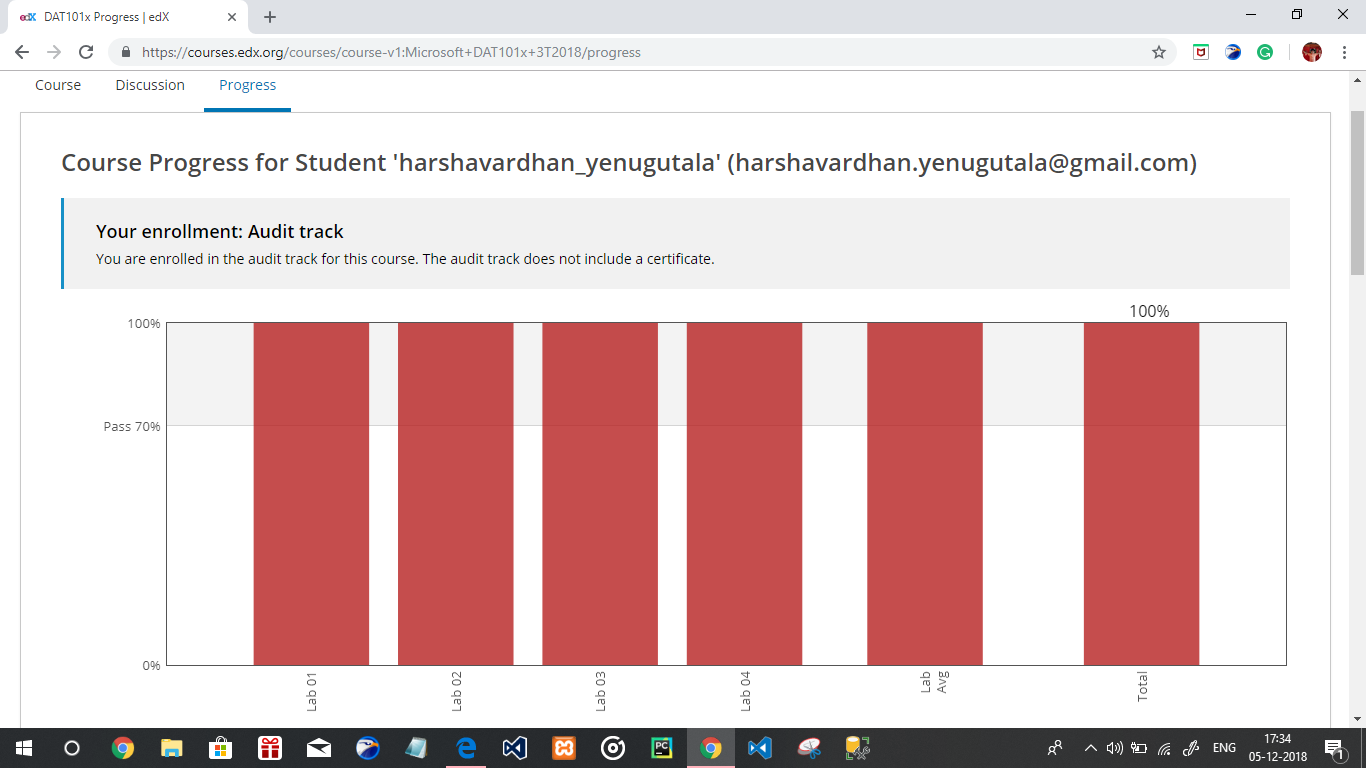 edX DAT101x Progress | edX
https://courses.edx.org/courses/course-v1:Microsoft+DAT101x+3T2018/progress
Course Discussion Progress
Course Progress for Student 'harshavardhan_yenugutala' (harshavardhan.yenugutala@gmail.com)
Your enrollment: Audit track
You are enrolled in the audit track for this course. The audit track does not include a certificate.
100%
100%
Pass 70%
0%
Lab 01
Lab 02
Lab 03
Lab 04
Lab
Avg
Total
PC
ENG
17:34
05-12-2018
1